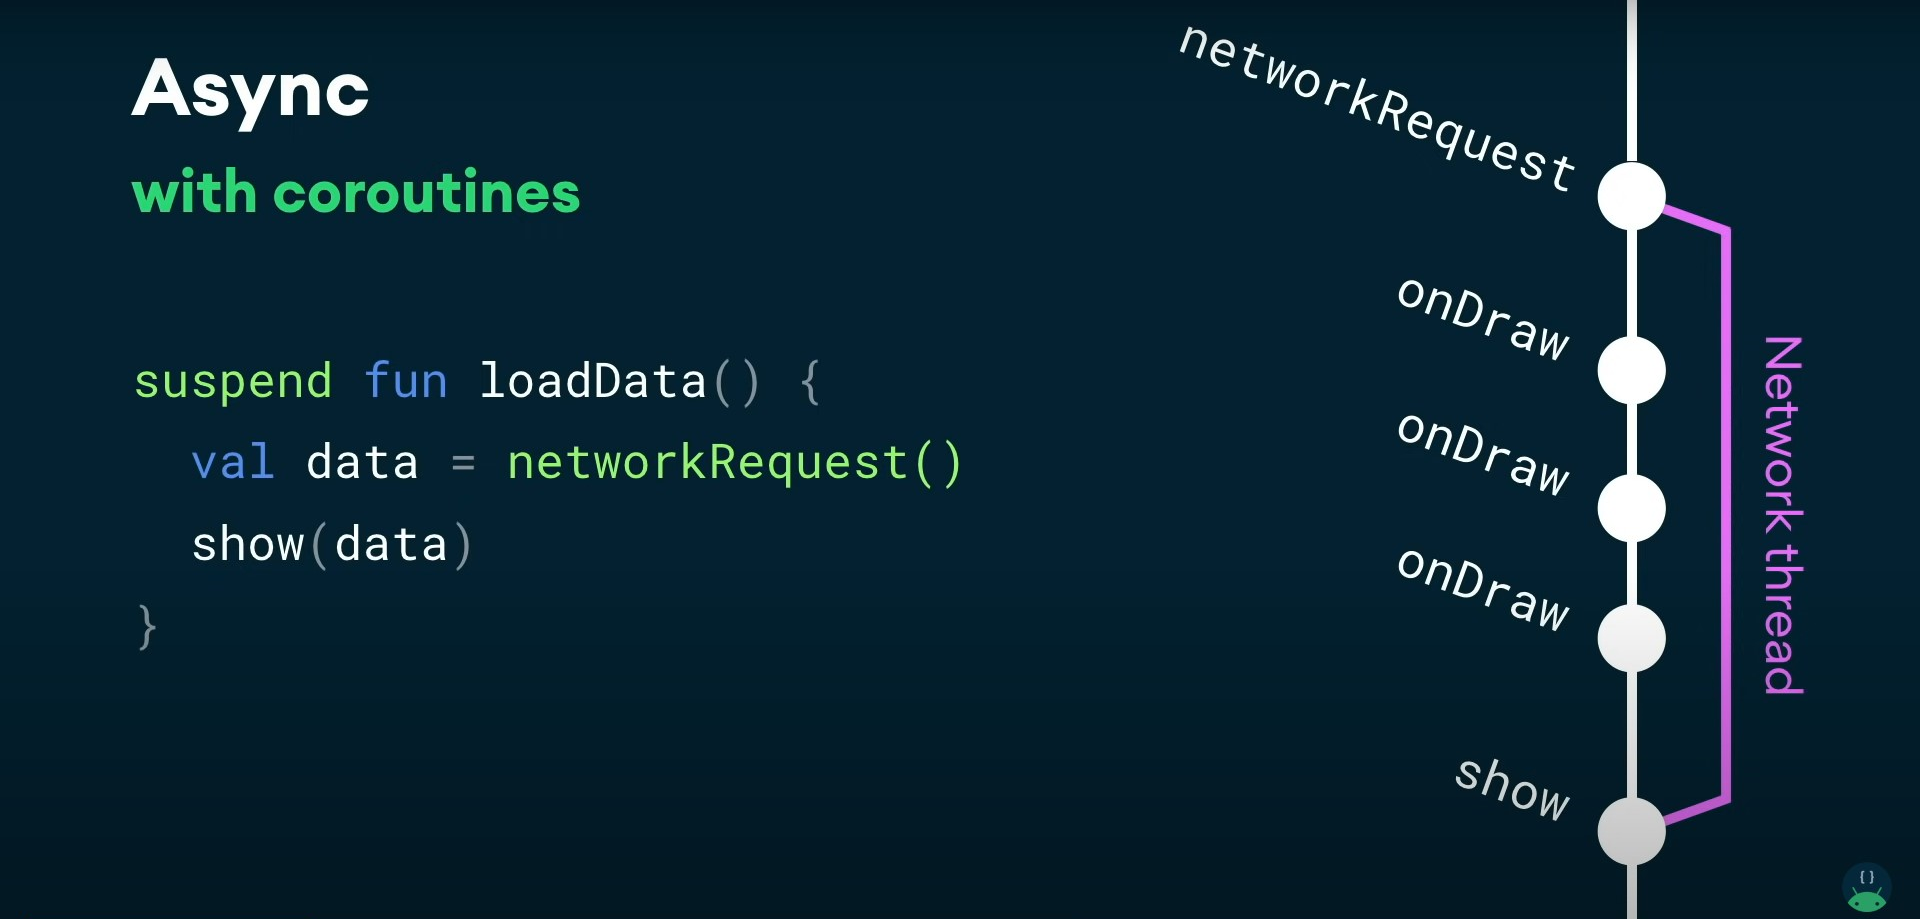 Async
with coroutines
suspend fun loadData() {
  val data = networkRequest()
  show(data)
}
networkRequest
onDraw
onDraw
onDraw
show
Network thread
{ }